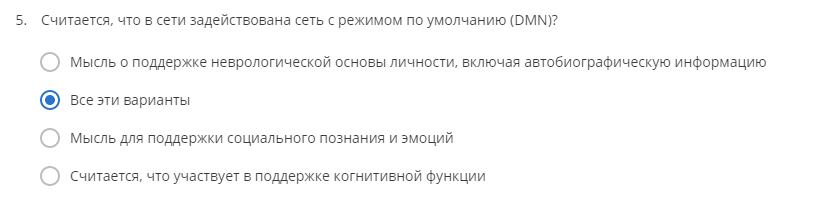 5. Считается, что в сети задействована сеть с режимом по умолчанию (DMN)?
Мысль о поддержке неврологической основы личности, включая автобиографическую информацию
Все эти варианты
Мысль для поддержки социального познания и эмоций
Считается, что участвует в поддержке когнитивной функции